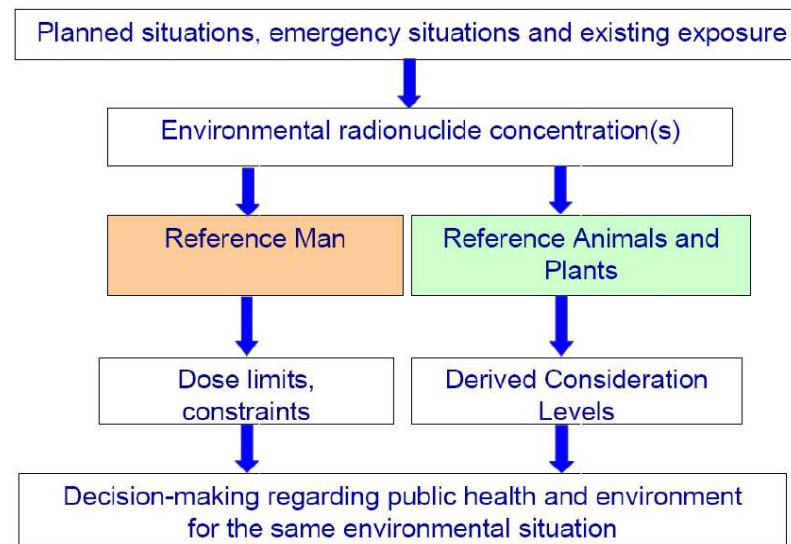 Planned situations, emergency situations and existing exposure
Environmental radionuclide concentration(s)
Reference Man
Reference Animals and
Plants
Dose limits,
constraints
Derived Consideration
Levels
Decision-making regarding public health and environment
for the same environmental situation